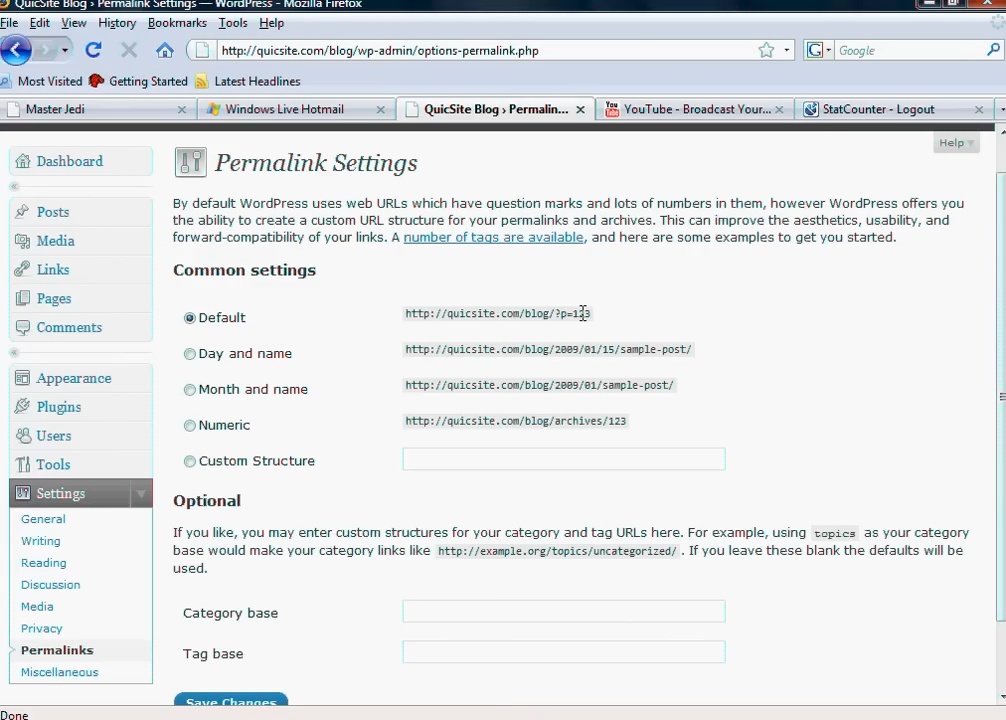 QuicSite Blog › Permalink Settings — WordPress - Mozilla Firefox
File Edit View History Bookmarks Tools Help
http://quicsite.com/blog/wp-admin/options-permalink.php
G Google
Most Visited Getting Started Latest Headlines
Master Jedi Windows Live Hotmail QuicSite Blog › Permalin... YouTube - Broadcast Your... StatCounter - Logout
Help
Dashboard
Posts
Media
Links
Pages
Comments
Appearance
Plugins
Users
Tools
Settings
General
Writing
Reading
Discussion
Media
Privacy
Permalinks
Miscellaneous
Permalink Settings
By default WordPress uses web URLs which have question marks and lots of numbers in them, however WordPress offers you
the ability to create a custom URL structure for your permalinks and archives. This can improve the aesthetics, usability, and
forward-compatibility of your links. A number of tags are available, and here are some examples to get you started.
Common settings
Default http://quicsite.com/blog/?p=123
Day and name http://quicsite.com/blog/2009/01/15/sample-post/
Month and name http://quicsite.com/blog/2009/01/sample-post/
Numeric http://quicsite.com/blog/archives/123
Custom Structure
Optional
If you like, you may enter custom structures for your category and tag URLs here. For example, using topics as your category
base would make your category links like http://example.org/topics/uncategorized/ . If you leave these blank the defaults will be
used.
Category base
Tag base
Save Changes
Done